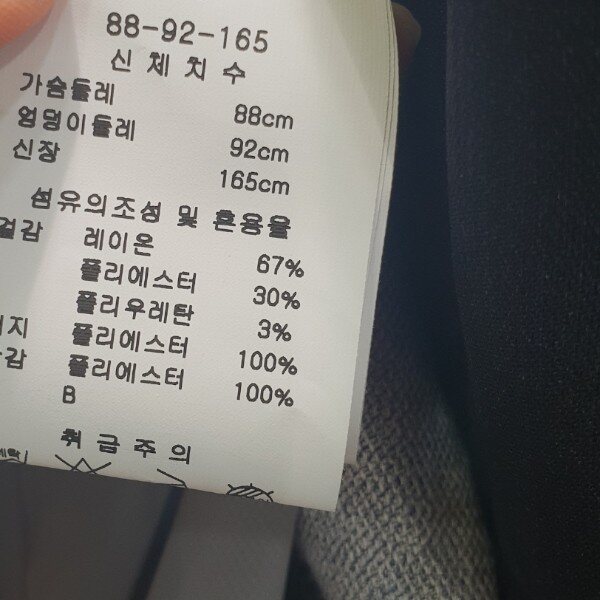 88-92-165
신체치수
가슴둘레 88cm
엉덩이둘레 92cm
신장 165cm
섬유의조성 및 혼용율
겉감 레이온 67%
폴리에스터 30%
폴리우레탄 3%
폴리에스터 100%
폴리에스터 100%
B
취급주의